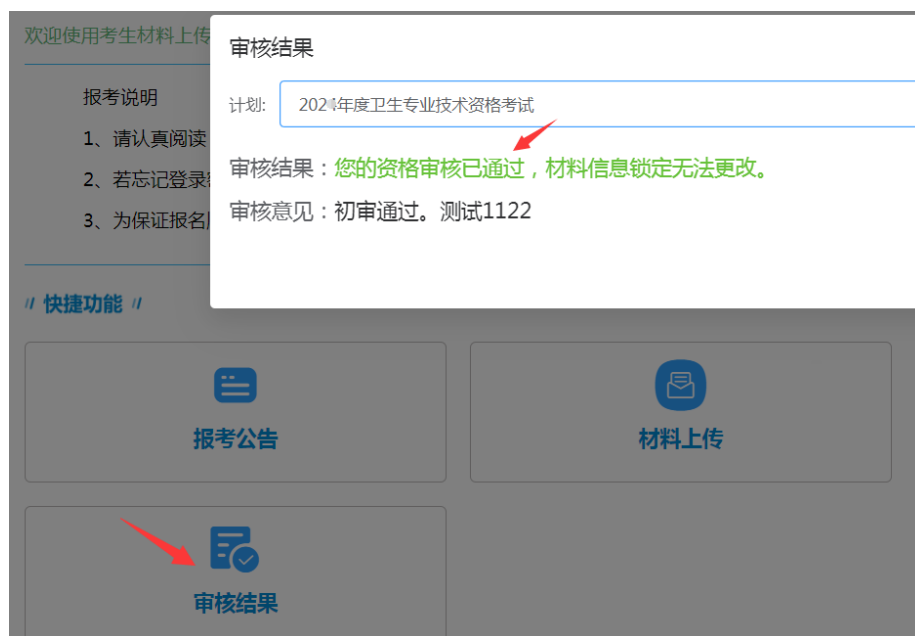 欢迎使用考生材料上传
报考说明
1、请认真阅读
2、若忘记登录
3、为保证报名
审核结果
计划:
2024年度卫生专业技术资格考试
审核结果：您的资格审核已通过，材料信息锁定无法更改。
审核意见：初审通过。测试1122
快捷功能
报考公告
材料上传
审核结果